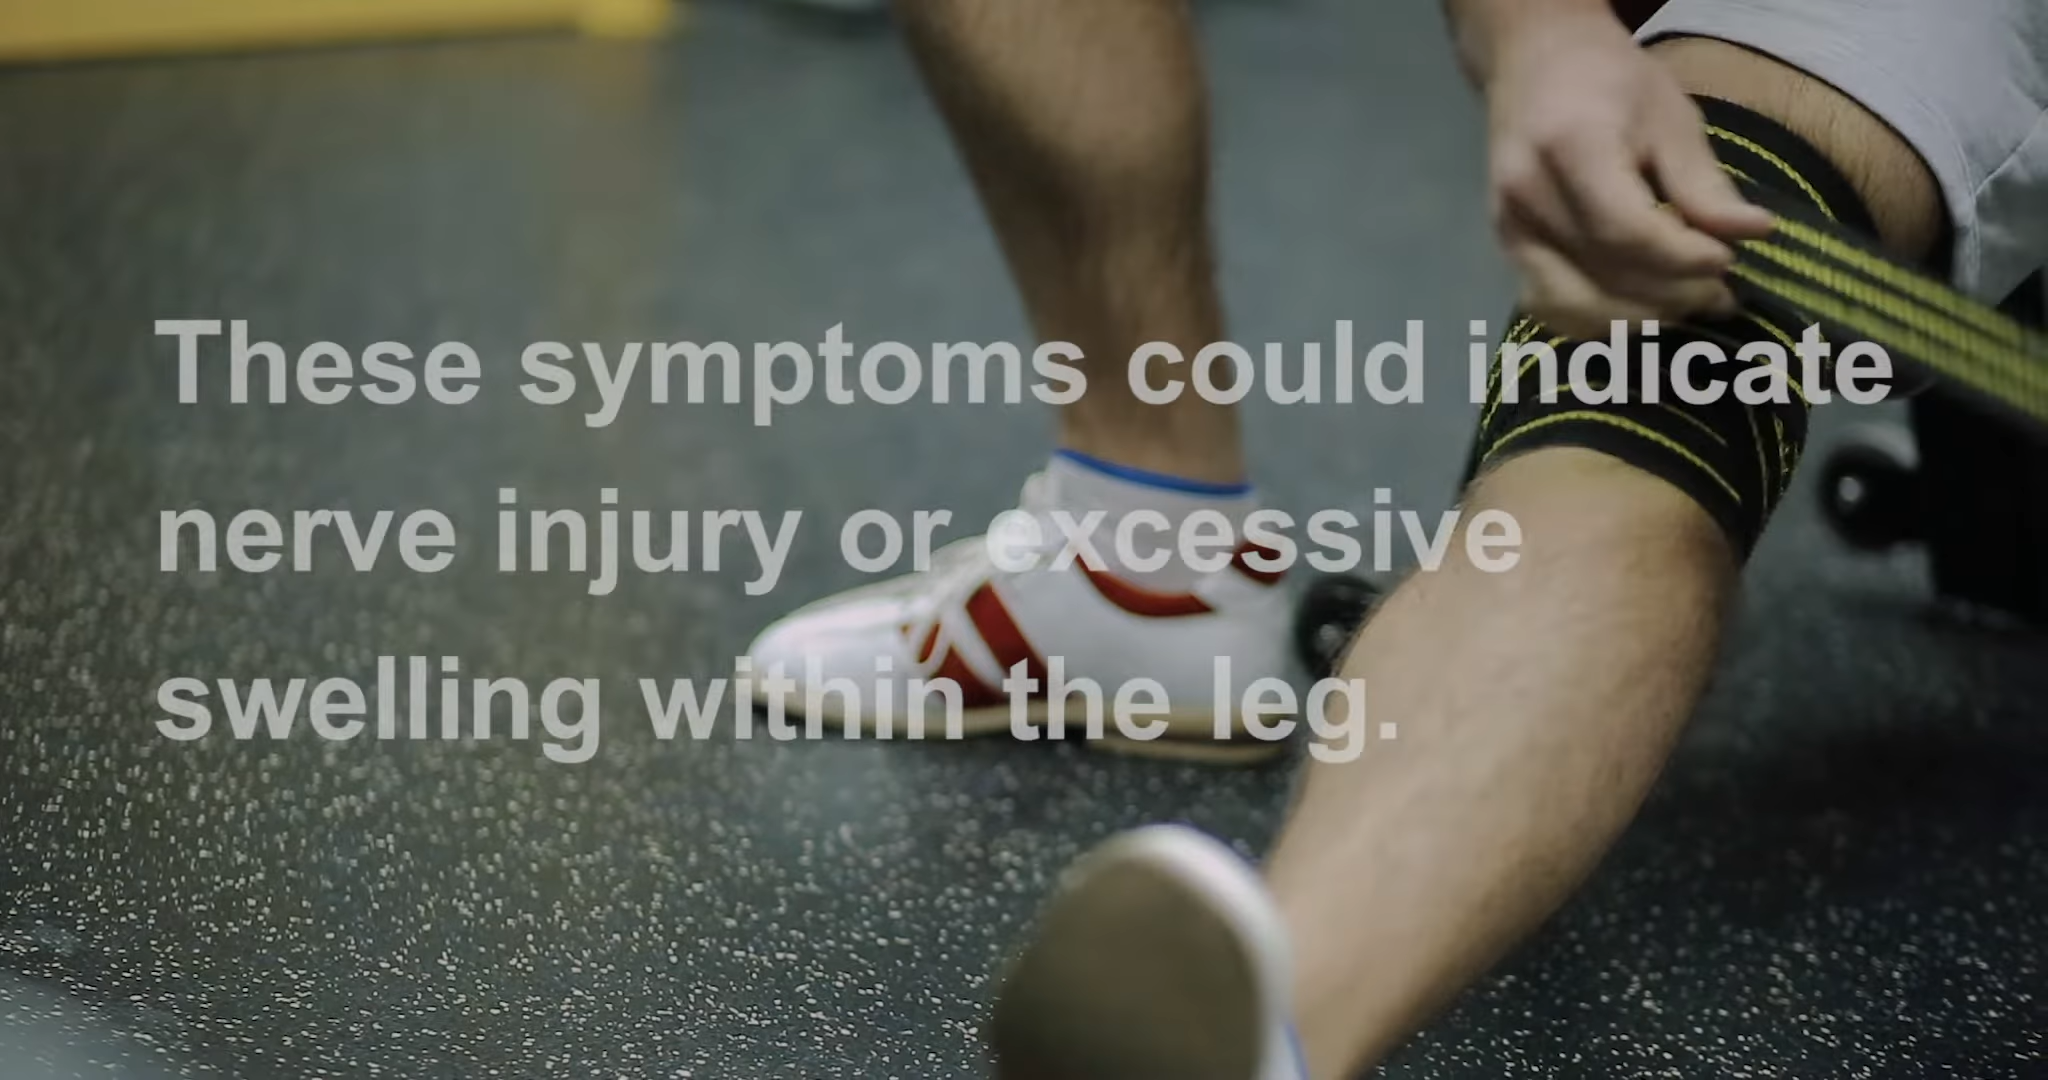 These symptoms could indicate
nerve injury or excessive
swelling within the leg.